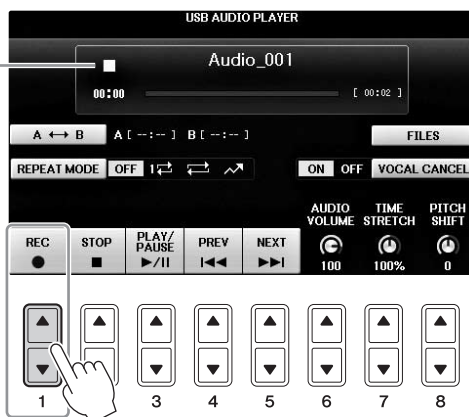 USB AUDIO PLAYER
Audio_001
00:00 [ 00:02 ]
A ↔ B A [ --:-- ] B [ --:-- ] FILES
REPEAT MODE OFF 1 ON OFF VOCAL CANCEL
AUDIO VOLUME TIME STRETCH PITCH SHIFT
REC STOP PLAY/PAUSE PREV NEXT
100 100% 0
1 3 4 5 6 7 8